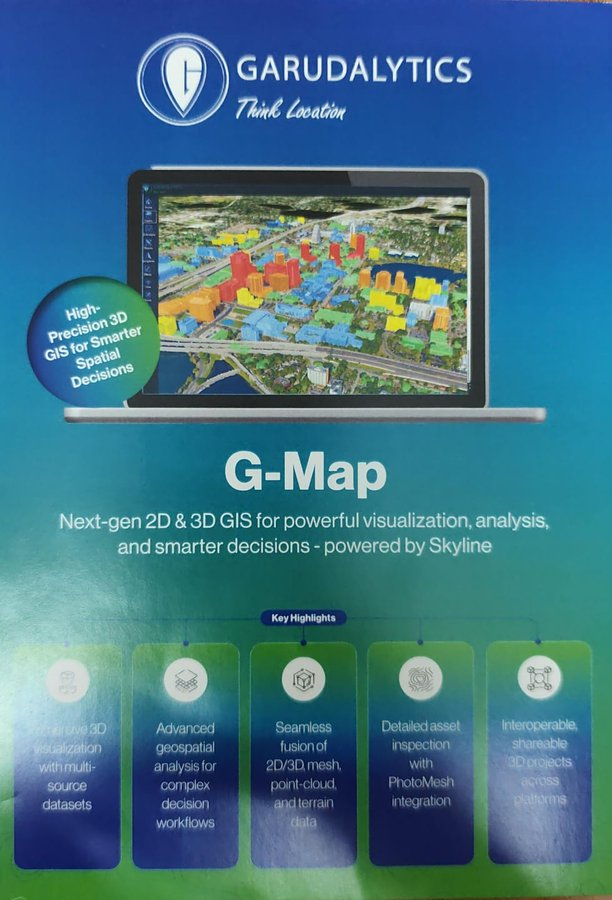 GARUDALYTICS
Think Location
High-
Precision 3D
GIS for Smarter
Spatial
Decisions
G-Map
Next-gen 2D & 3D GIS for powerful visualization, analysis,
and smarter decisions - powered by Skyline
Key Highlights
3D
visualization
with multi-
source
datasets
Advanced
geospatial
analysis for
complex
decision
workflows
Seamless
fusion of
2D/3D, mesh,
point-cloud,
and terrain
data
Detailed asset
inspection
with
PhotoMesh
integration
Interoperable,
shareable
3D projects
across
platforms